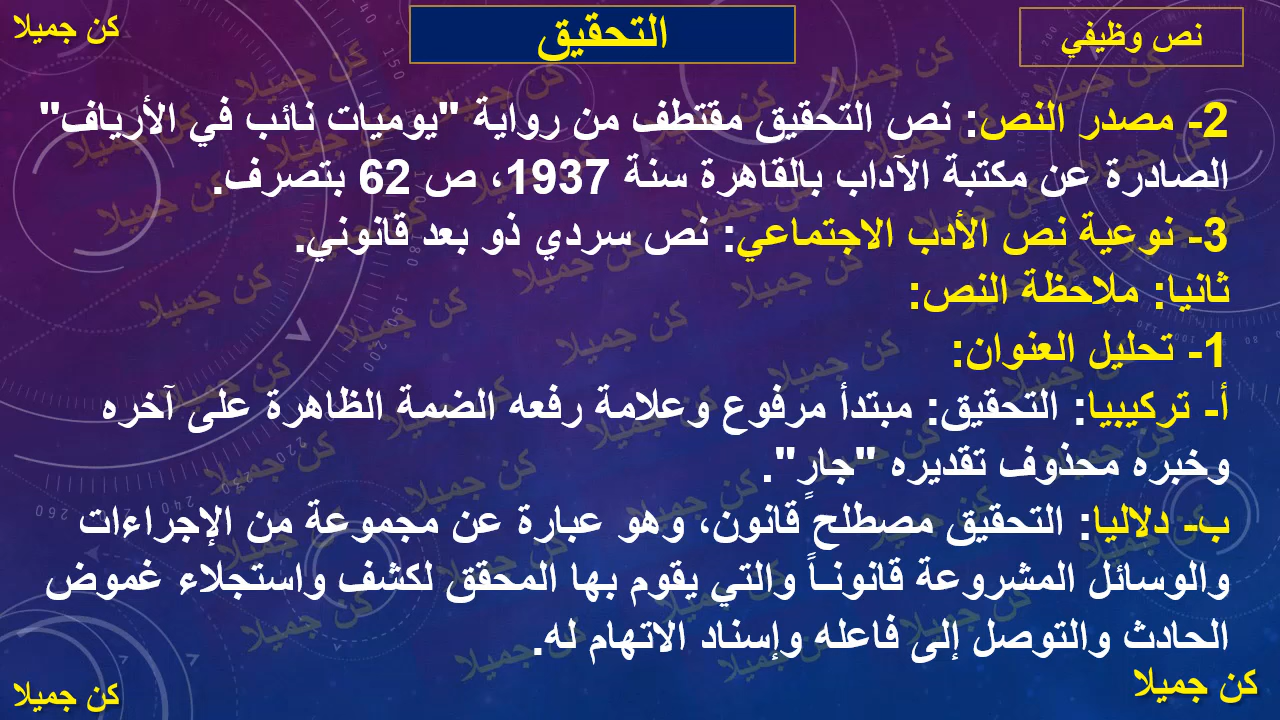 نص وظيفي
التحقيق
كن جميلا
2- مصدر النص: نص التحقيق مقتطف من رواية "يوميات نائب في الأرياف"
الصادرة عن مكتبة الآداب بالقاهرة سنة 1937، ص 62 بتصرف.
3- نوعية نص الأدب الاجتماعي: نص سردي ذو بعد قانوني.
ثانيا: ملاحظة النص:
1- تحليل العنوان:
أ- تركيبيا: التحقيق: مبتدأ مرفوع وعلامة رفعه الضمة الظاهرة على آخره
وخبره محذوف تقديره "جارٍ".
ب- دلاليا: التحقيق مصطلح قانون، وهو عبارة عن مجموعة من الإجراءات
والوسائل المشروعة قانونـاً والتي يقوم بها المحقق لكشف واستجلاء غموض
الحادث والتوصل إلى فاعله وإسناد الاتهام له.
كن جميلا
كن جميلا